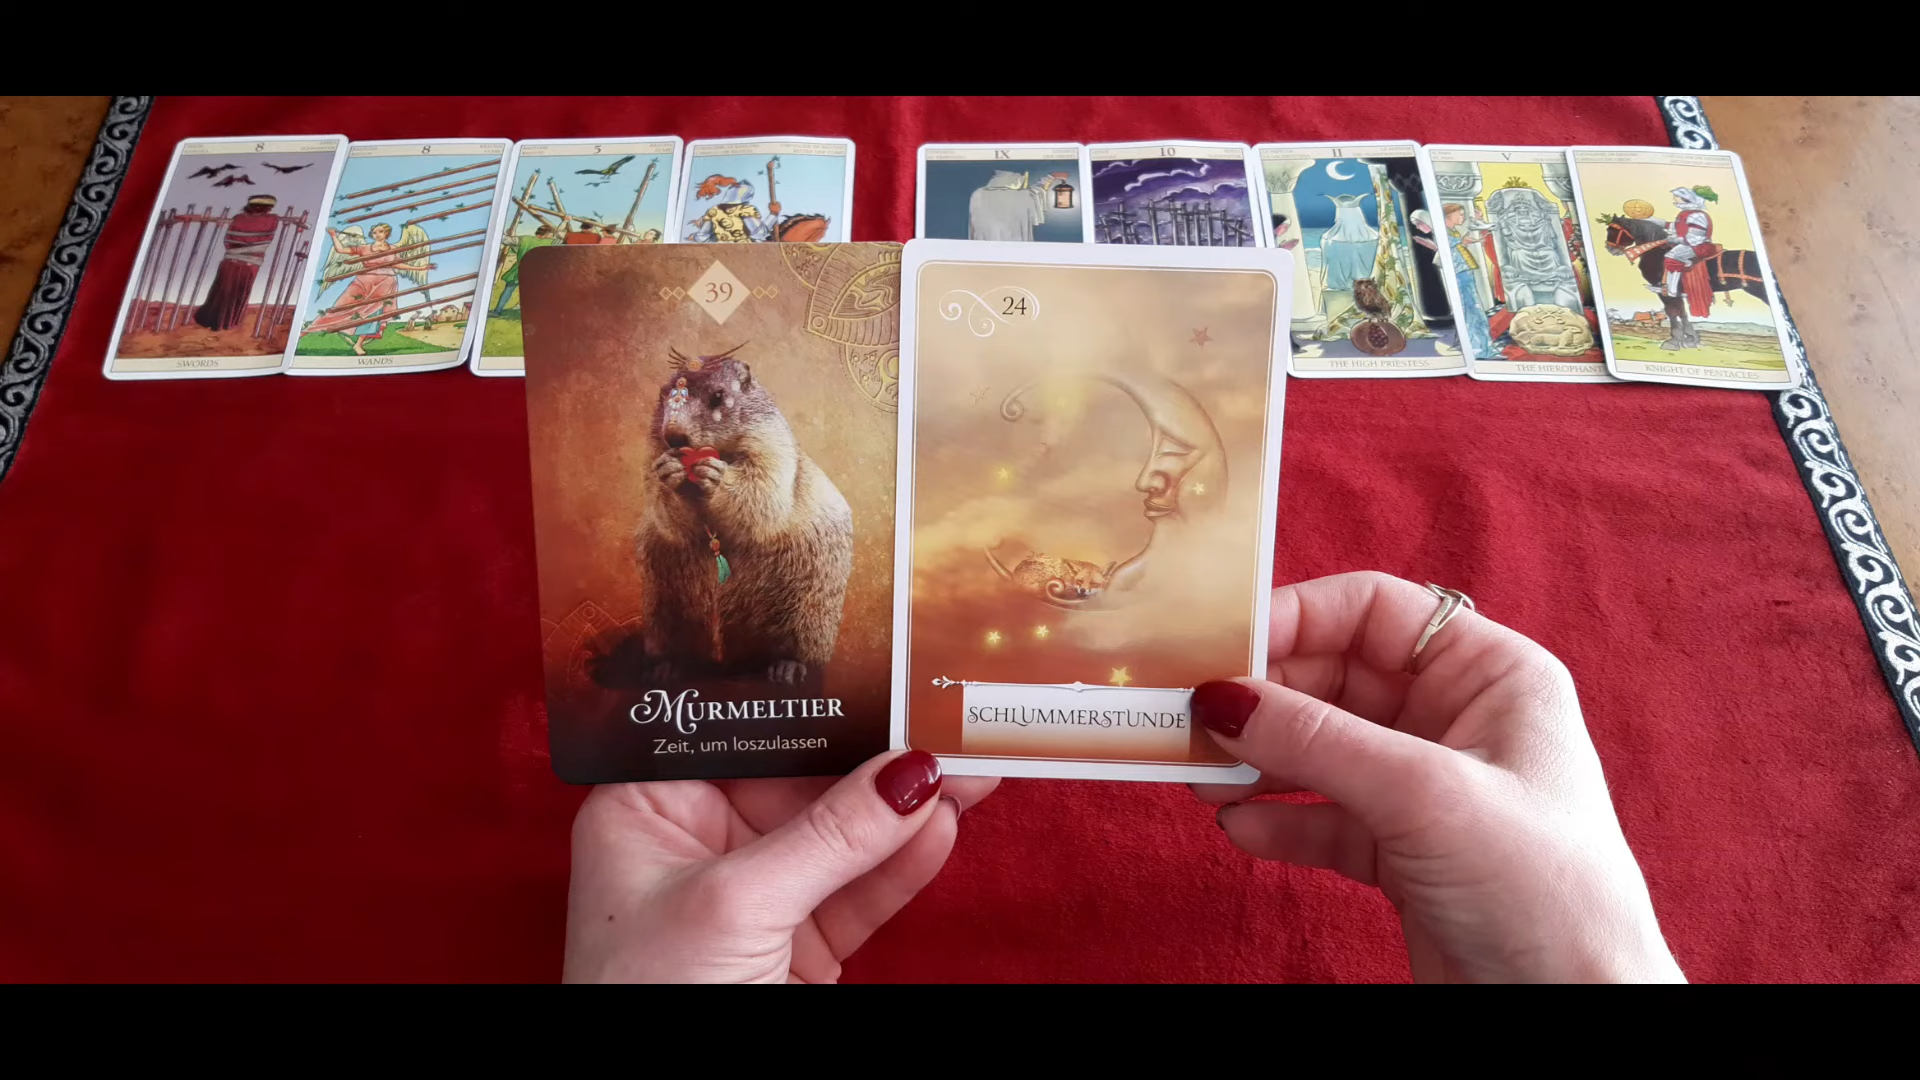 8
SWORDS
8
WANDS
5
IX
10
II
THE HIGH PRIESTESS
V
THE HIEROPHANT
KNIGHT OF PENTACLES
39
MURMELTIER
Zeit, um loszulassen
24
SCHLUMMERSTUNDE